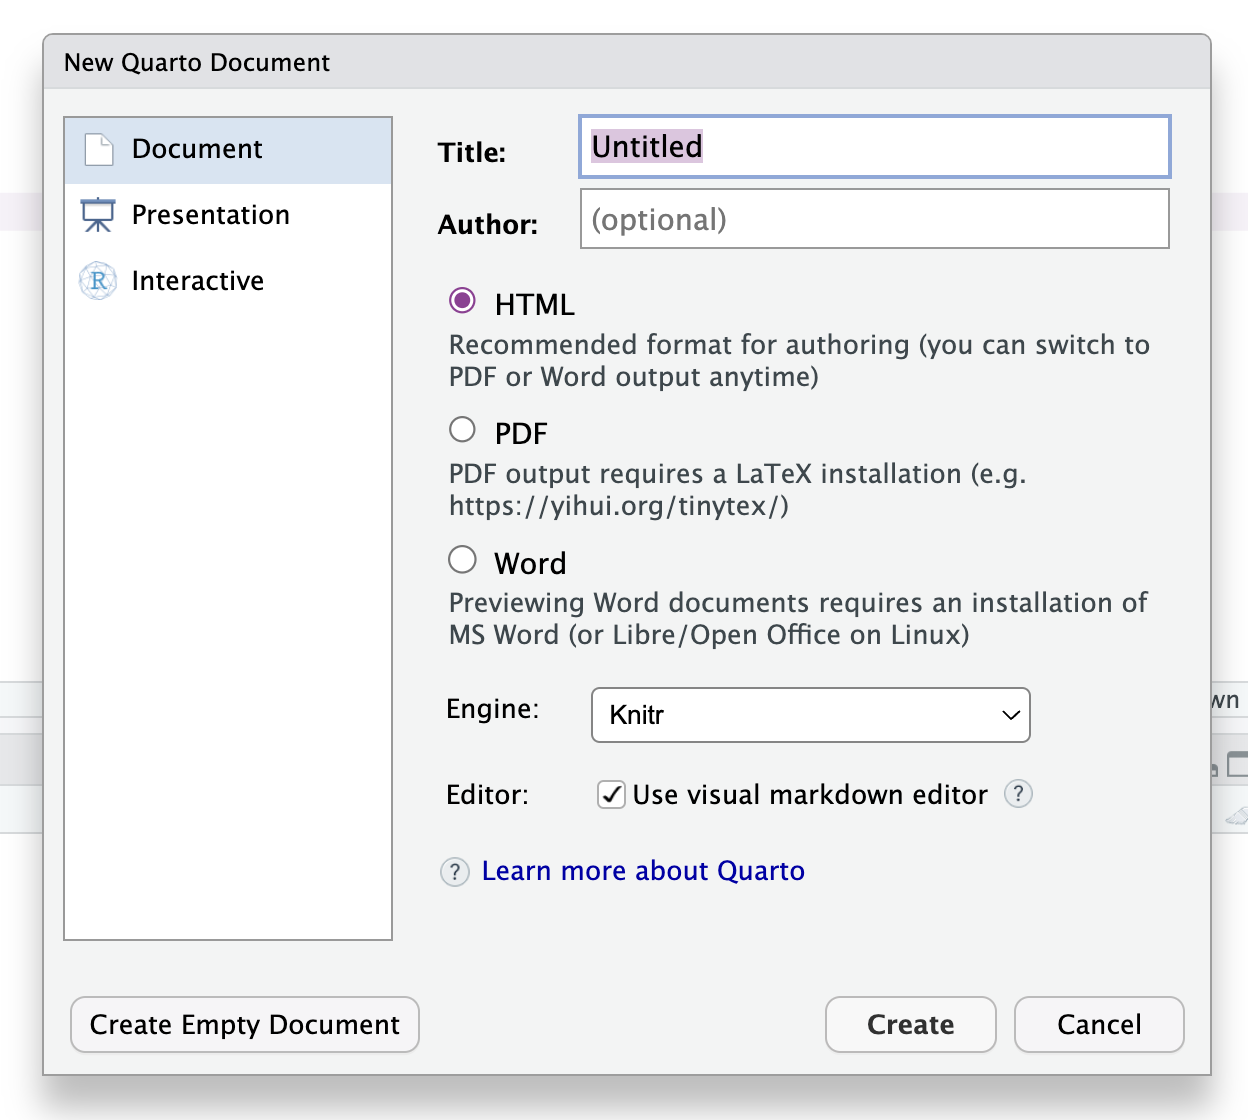 New Quarto Document
Document
Presentation
R Interactive
Title: Untitled
Author: (optional)
HTML
Recommended format for authoring (you can switch to
PDF or Word output anytime)
PDF
PDF output requires a LaTeX installation (e.g.
https://yihui.org/tinytex/)
Word
Previewing Word documents requires an installation of
MS Word (or Libre/Open Office on Linux)
Engine: Knitr
Editor: Use visual markdown editor ?
? Learn more about Quarto
Create Empty Document
Create
Cancel